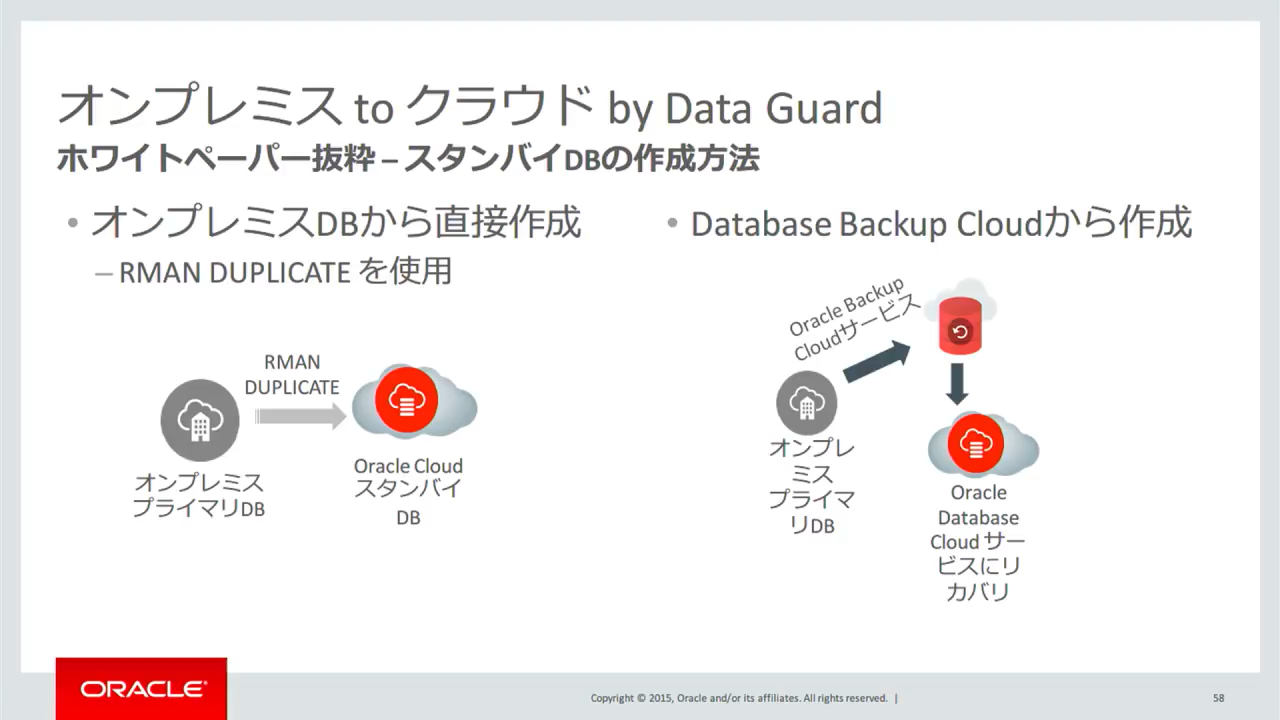 オンプレミス to クラウド by Data Guard
ホワイトペーパー抜粋 – スタンバイDBの作成方法
• オンプレミスDBから直接作成
– RMAN DUPLICATE を使用
RMAN
DUPLICATE
オンプレミス
プライマリDB
Oracle Cloud
スタンバイ
DB
• Database Backup Cloudから作成
Oracle Backup
Cloudサービス
オンプレ
ミス
プライマ
リDB
Oracle
Database
Cloud サー
ビスにリ
カバリ
ORACLE®
Copyright © 2015, Oracle and/or its affiliates. All rights reserved. |
58